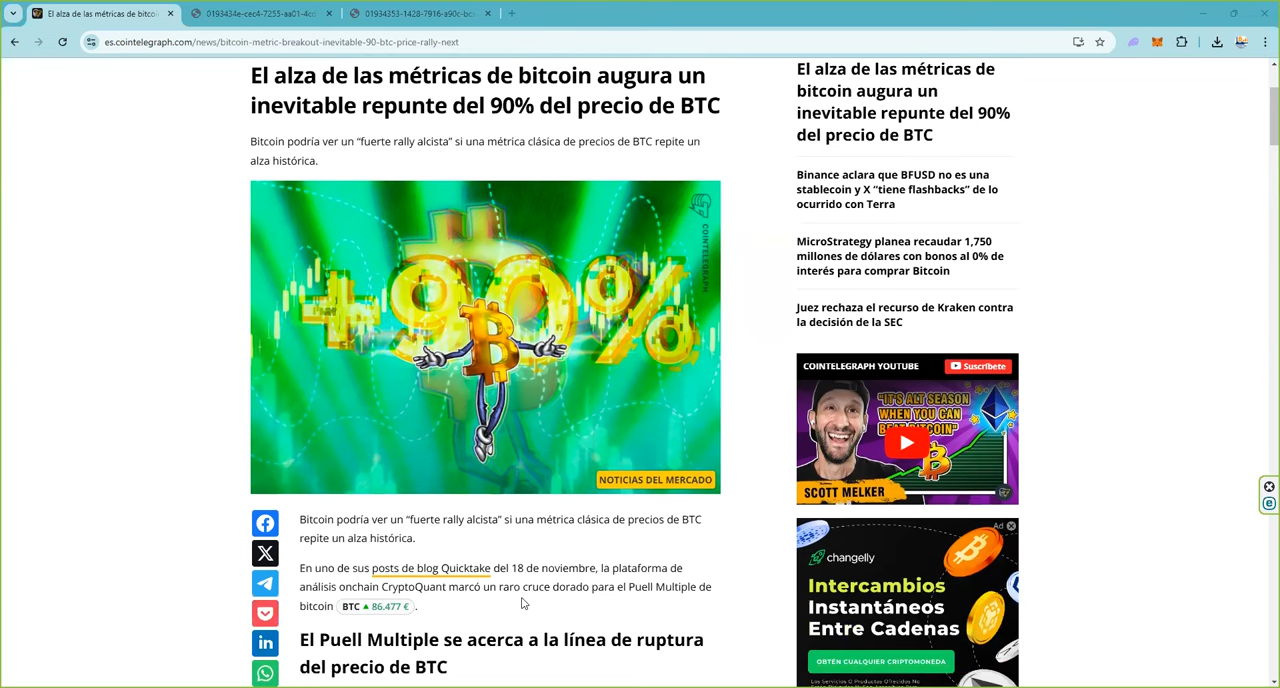 El alza de las métricas de bitcoi
0193434e-cec4-7255-aa01-4cd
01934353-1428-7916-a90c-bca
es.cointelegraph.com/news/bitcoin-metric-breakout-inevitable-90-btc-price-rally-next
El alza de las métricas de bitcoin augura un
inevitable repunte del 90% del precio de BTC
Bitcoin podría ver un “fuerte rally alcista” si una métrica clásica de precios de BTC repite un
alza histórica.
+90%
COINTELEGRAPH
NOTICIAS DEL MERCADO
Bitcoin podría ver un “fuerte rally alcista” si una métrica clásica de precios de BTC
repite un alza histórica.
En uno de sus posts de blog Quicktake del 18 de noviembre, la plataforma de
análisis onchain CryptoQuant marcó un raro cruce dorado para el Puell Multiple de
bitcoin BTC ▲ 86.477 € .
El Puell Multiple se acerca a la línea de ruptura
del precio de BTC
El alza de las métricas de
bitcoin augura un
inevitable repunte del 90%
del precio de BTC
Binance aclara que BFUSD no es una
stablecoin y X “tiene flashbacks” de lo
ocurrido con Terra
MicroStrategy planea recaudar 1,750
millones de dólares con bonos al 0% de
interés para comprar Bitcoin
Juez rechaza el recurso de Kraken contra
la decisión de la SEC
COINTELEGRAPH YOUTUBE
Suscríbete
"IT'S ALT SEASON
WHEN YOU CAN
BEAT BITCOIN"
SCOTT MELKER
Ad
changelly
Intercambios
Instantáneos
Entre Cadenas
OBTÉN CUALQUIER CRIPTOMONEDA
Los Servicios O Productos Ofrecidos No